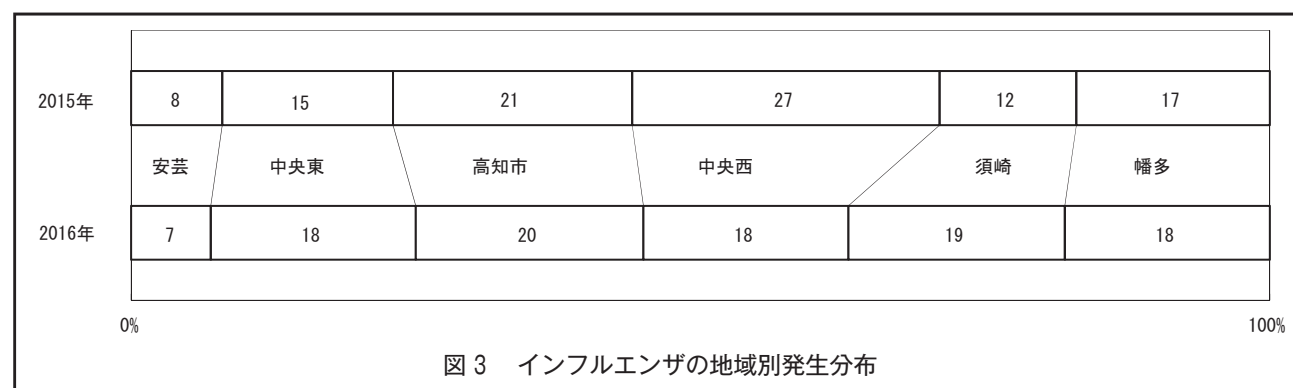 2015年 8 15 21 27 12 17
安芸 中央東 高知市 中央西 須崎 幡多
2016年 7 18 20 18 19 18
0% 100%
図3 インフルエンザの地域別発生分布